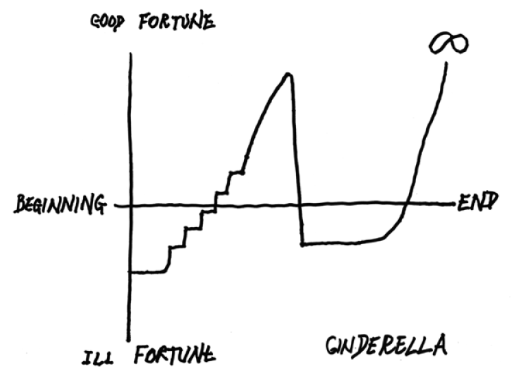 GOOD FORTUNE
∞
BEGINNING
END
ILL FORTUNE
CINDERELLA